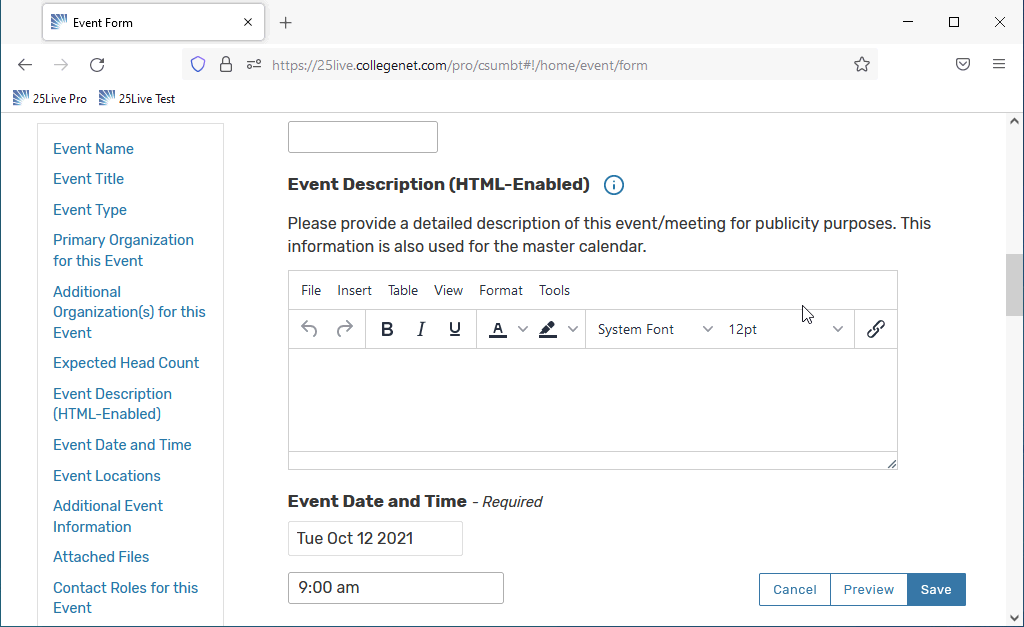 Event Form
https://25live.collegenet.com/pro/csumbt#!/home/event/form
25Live Pro 25Live Test
Event Name
Event Title
Event Type
Primary Organization
for this Event
Additional
Organization(s) for this
Event
Expected Head Count
Event Description
(HTML-Enabled)
Event Date and Time
Event Locations
Additional Event
Information
Attached Files
Contact Roles for this
Event
Event Description (HTML-Enabled)
Please provide a detailed description of this event/meeting for publicity purposes. This
information is also used for the master calendar.
File Insert Table View Format Tools
B I U A System Font 12pt
Event Date and Time - Required
Tue Oct 12 2021
9:00 am
Cancel Preview Save